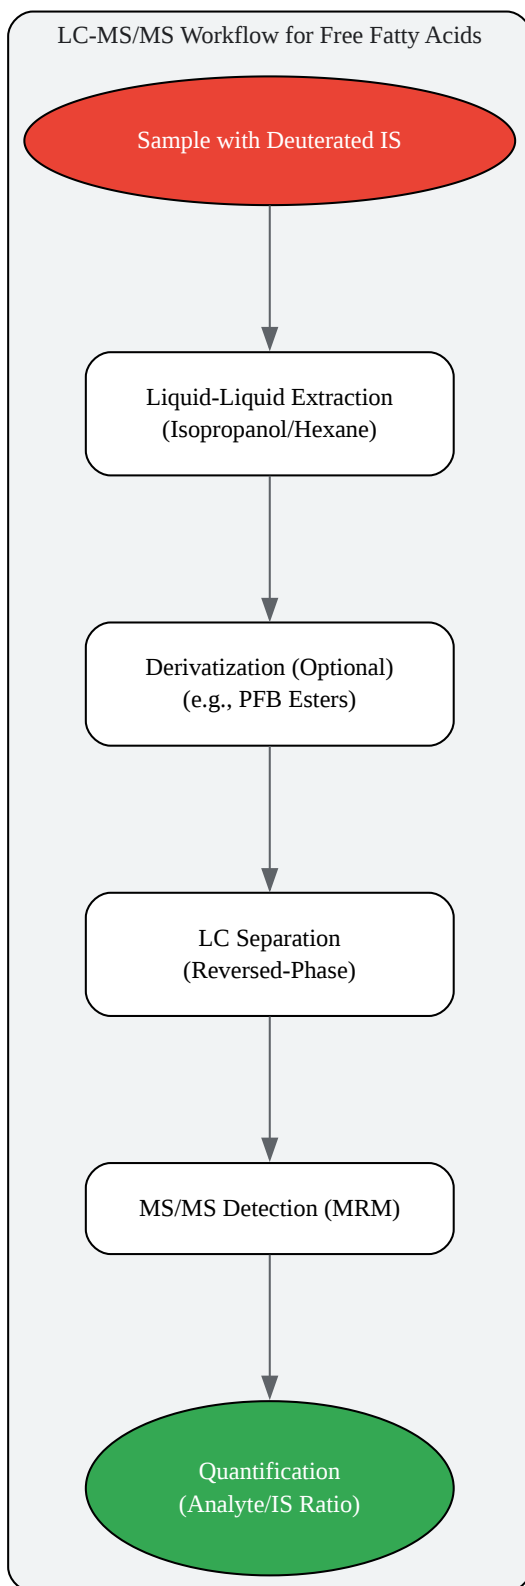 LC-MS/MS Workflow for Free Fatty Acids
Sample with Deuterated IS
Liquid-Liquid Extraction
(Isopropanol/Hexane)
Derivatization (Optional)
(e.g., PFB Esters)
LC Separation
(Reversed-Phase)
MS/MS Detection (MRM)
Quantification
(Analyte/IS Ratio)